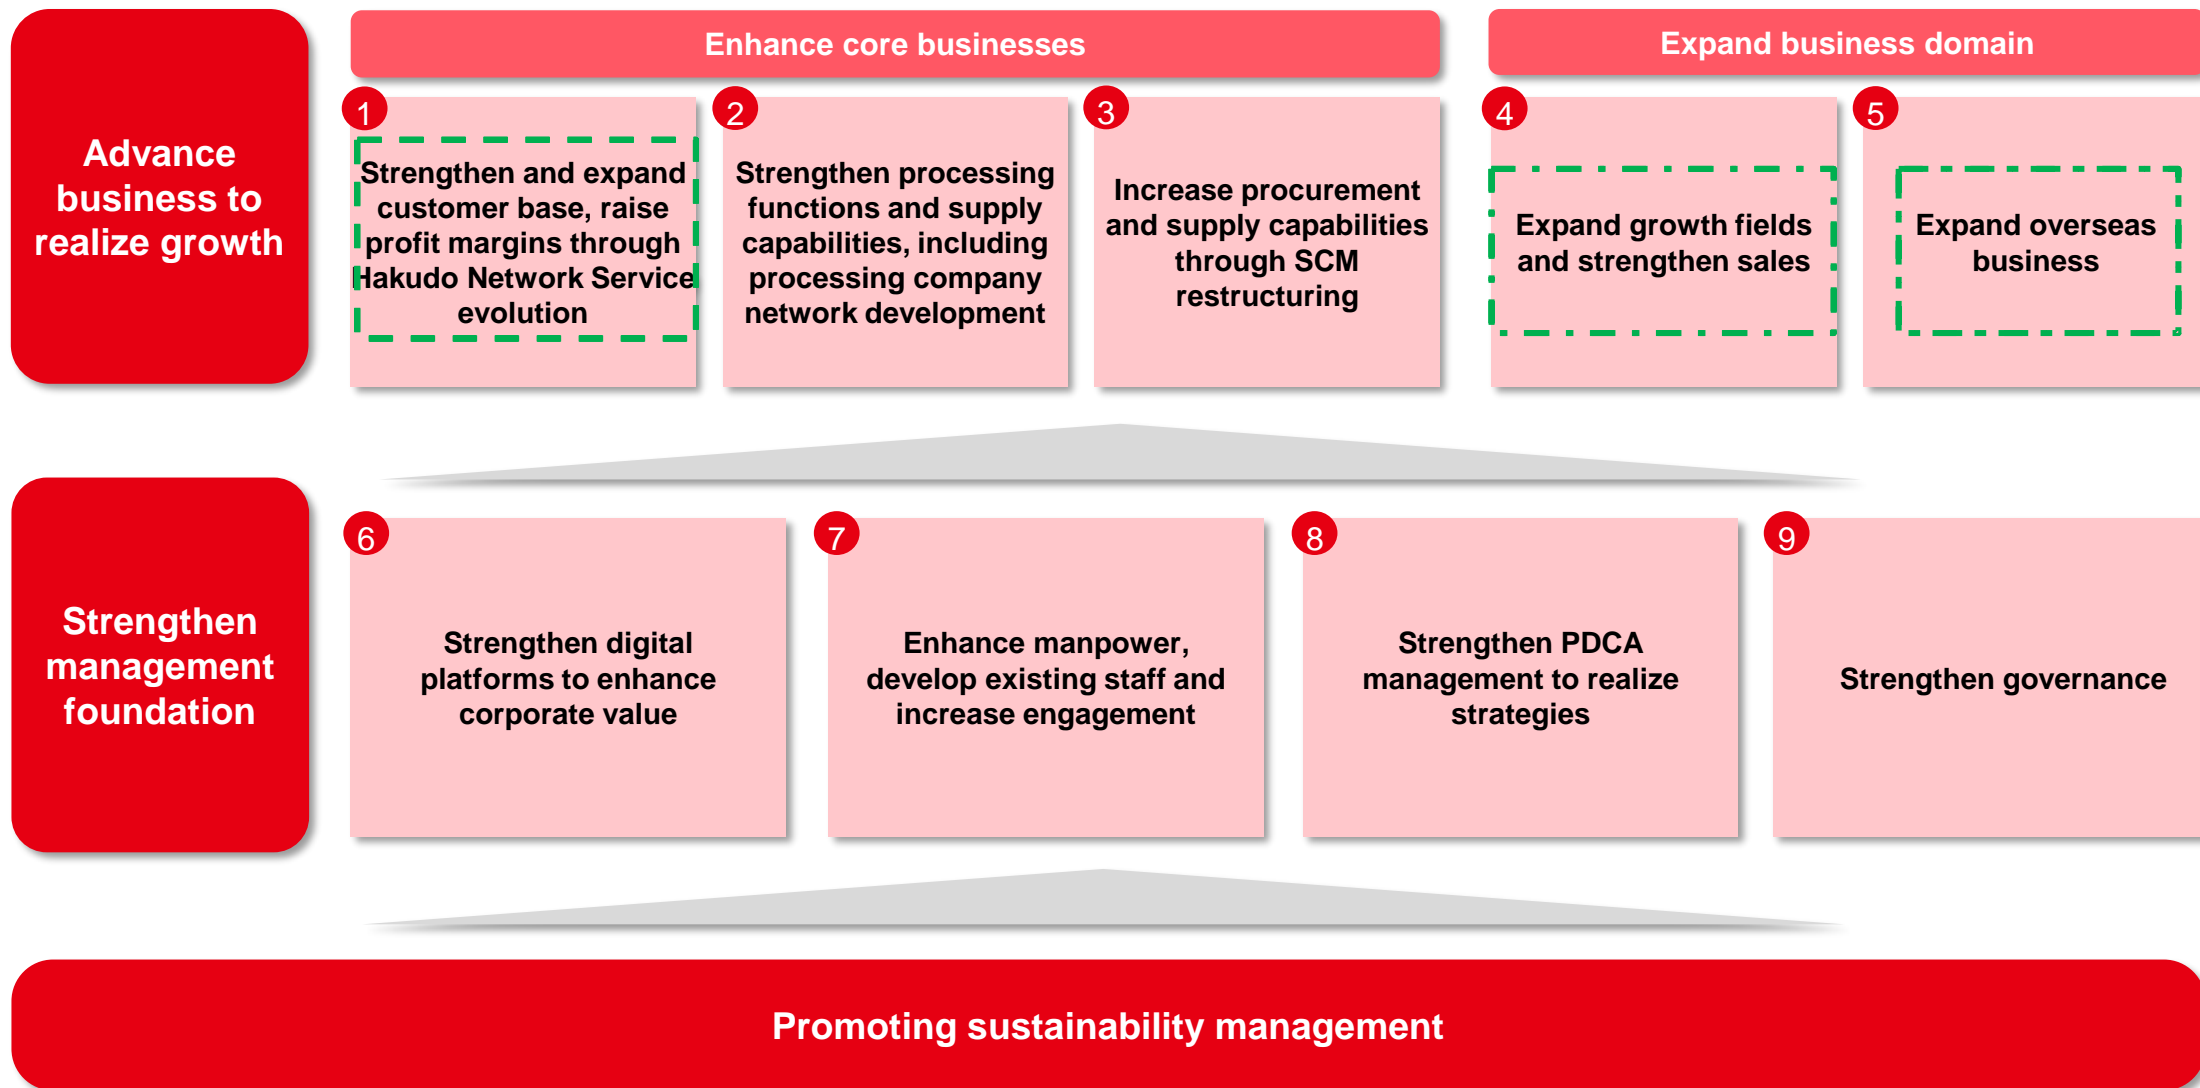 Advance
business to
realize growth
Enhance core businesses
Expand business domain
1
Strengthen and expand
customer base, raise
profit margins through
Hakudo Network Service
evolution
2
Strengthen processing
functions and supply
capabilities, including
processing company
network development
3
Increase procurement
and supply capabilities
through SCM
restructuring
4
Expand growth fields
and strengthen sales
5
Expand overseas
business
Strengthen
management
foundation
6
Strengthen digital
platforms to enhance
corporate value
7
Enhance manpower,
develop existing staff and
increase engagement
8
Strengthen PDCA
management to realize
strategies
9
Strengthen governance
Promoting sustainability management